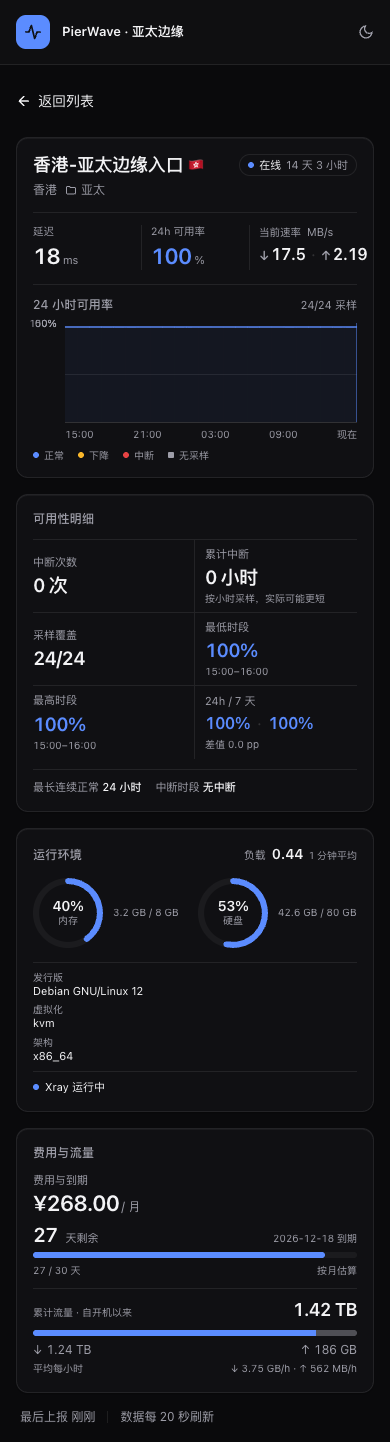 PierWave · 亚太边缘
返回列表
香港-亚太边缘入口 🇭🇰
在线 14 天 3 小时
香港 亚太
延迟
18 ms
24h 可用率
100 %
当前速率 MB/s
↓ 17.5 · ↑ 2.19
24 小时可用率
24/24 采样
15:00 21:00 03:00 09:00 现在
正常 下降 中断 无采样
可用性明细
中断次数
0 次
累计中断
0 小时
按小时采样，实际可能更短
采样覆盖
24/24
最低时段
100%
15:00–16:00
最高时段
100%
15:00–16:00
24h / 7 天
100% · 100%
差值 0.0 pp
最长连续正常 24 小时 中断时段 无中断
运行环境
负载 0.44 1 分钟平均
40%
内存
3.2 GB / 8 GB
53%
硬盘
42.6 GB / 80 GB
发行版
Debian GNU/Linux 12
虚拟化
kvm
架构
x86_64
Xray 运行中
费用与流量
费用与到期
¥268.00 / 月
27 天剩余
2026-12-18 到期
27 / 30 天
按月估算
累计流量 · 自开机以来
1.42 TB
↓ 1.24 TB
↑ 186 GB
平均每小时
↓ 3.75 GB/h · ↑ 562 MB/h
最后上报 刚刚
数据每 20 秒刷新